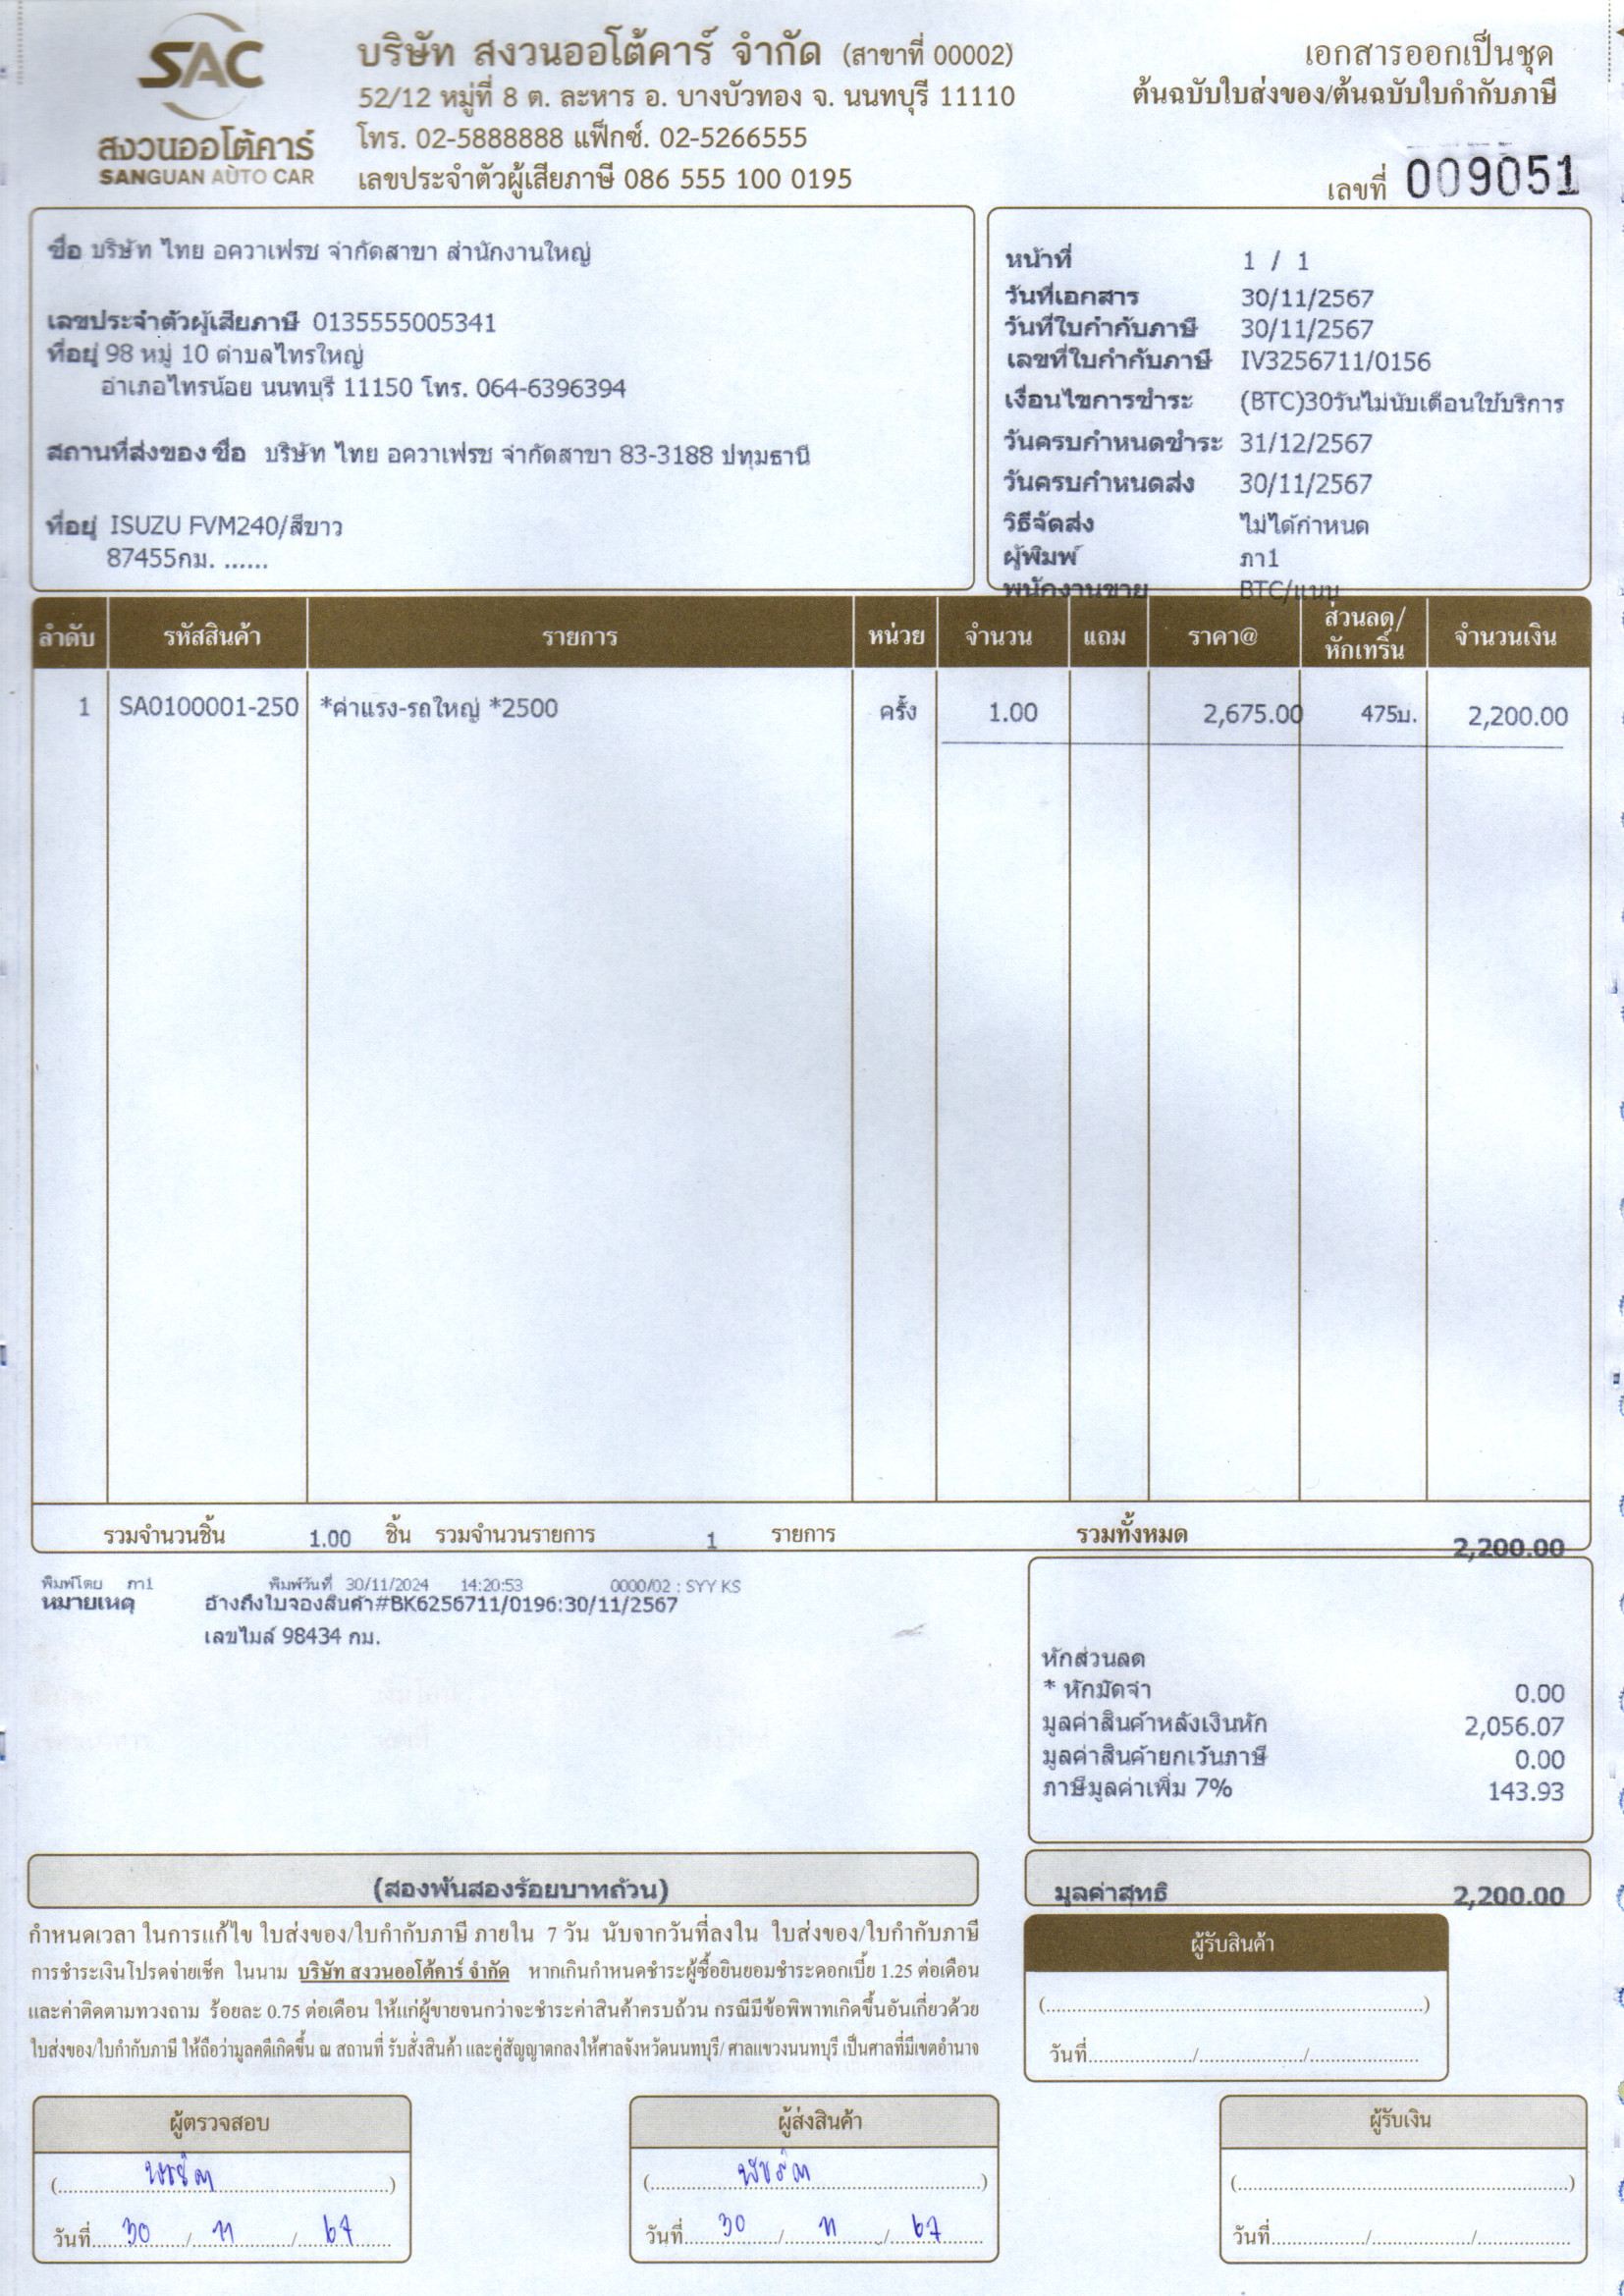 SAC
สงวนออโต้คาร์
SANGUAN AUTO CAR
บริษัท สงวนออโต้คาร์ จำกัด (สาขาที่ 00002)
52/12 หมู่ที่ 8 ต. ละหาร อ. บางบัวทอง จ. นนทบุรี 11110
โทร. 02-5888888 แฟ็กซ์. 02-5266555
เลขประจำตัวผู้เสียภาษี 086 555 100 0195
เอกสารออกเป็นชุด
ต้นฉบับใบส่งของ/ต้นฉบับใบกำกับภาษี
เลขที่ 009051
ชื่อ บริษัท ไทย อควาเฟรช จำกัดสาขา สำนักงานใหญ่
เลขประจำตัวผู้เสียภาษี 0135555005341
ที่อยู่ 98 หมู่ 10 ตำบลไทรใหญ่
อำเภอไทรน้อย นนทบุรี 11150 โทร. 064-6396394
สถานที่ส่งของ ชื่อ บริษัท ไทย อควาเฟรช จำกัดสาขา 83-3188 ปทุมธานี
ที่อยู่ ISUZU FVM240/สีขาว
87455กม. ......
หน้าที่ 1 / 1
วันที่เอกสาร 30/11/2567
วันที่ใบกำกับภาษี 30/11/2567
เลขที่ใบกำกับภาษี IV3256711/0156
เงื่อนไขการชำระ (BTC)30วันไม่นับเดือนใช้บริการ
วันครบกำหนดชำระ 31/12/2567
วันครบกำหนดส่ง 30/11/2567
วิธีจัดส่ง ไม่ได้กำหนด
ผู้พิมพ์ ภา1
พนักงานขาย BTC/แนน
ลำดับ รหัสสินค้า รายการ หน่วย จำนวน แถม ราคา@ ส่วนลด/หักเทริ์น จำนวนเงิน
1 SA0100001-250 *ค่าแรง-รถใหญ่ *2500 ครั้ง 1.00 2,675.00 475บ. 2,200.00
รวมจำนวนชิ้น 1.00 ชิ้น รวมจำนวนรายการ 1 รายการ รวมทั้งหมด 2,200.00
พิมพ์โดย ภา1 พิมพ์วันที่ 30/11/2024 14:20:53 0000/02 : SYY KS
หมายเหตุ อ้างถึงใบจองสินค้า#BK6256711/0196:30/11/2567
เลขไมล์ 98434 กม.
หักส่วนลด
* หักมัดจำ 0.00
มูลค่าสินค้าหลังเงินหัก 2,056.07
มูลค่าสินค้ายกเว้นภาษี 0.00
ภาษีมูลค่าเพิ่ม 7% 143.93
(สองพันสองร้อยบาทถ้วน)
มูลค่าสุทธิ 2,200.00
กำหนดเวลา ในการแก้ไข ใบส่งของ/ใบกำกับภาษี ภายใน 7 วัน นับจากวันที่ลงใน ใบส่งของ/ใบกำกับภาษี
การชำระเงินโปรดจ่ายเช็ค ในนาม บริษัท สงวนออโต้คาร์ จำกัด หากเกินกำหนดชำระผู้ซื้อยินยอมชำระดอกเบี้ย 1.25 ต่อเดือน
และค่าติดตามทวงถาม ร้อยละ 0.75 ต่อเดือน ให้แก่ผู้ขายจนกว่าจะชำระค่าสินค้าครบถ้วน กรณีมีข้อพิพาทเกิดขึ้นอันเกี่ยวด้วย
ใบส่งของ/ใบกำกับภาษี ให้ถือว่ามูลคดีเกิดขึ้น ณ สถานที่ รับสั่งสินค้า และคู่สัญญาตกลงให้ศาลจังหวัดนนทบุรี/ ศาลแขวงนนทบุรี เป็นศาลที่มีเขตอำนาจ
ผู้รับสินค้า
(....................)
วันที่........../........../..........
ผู้ตรวจสอบ
วันที่ 30 / 11 / 67
ผู้ส่งสินค้า
วันที่ 30 / 11 / 67
ผู้รับเงิน
(....................)
วันที่........../........../..........